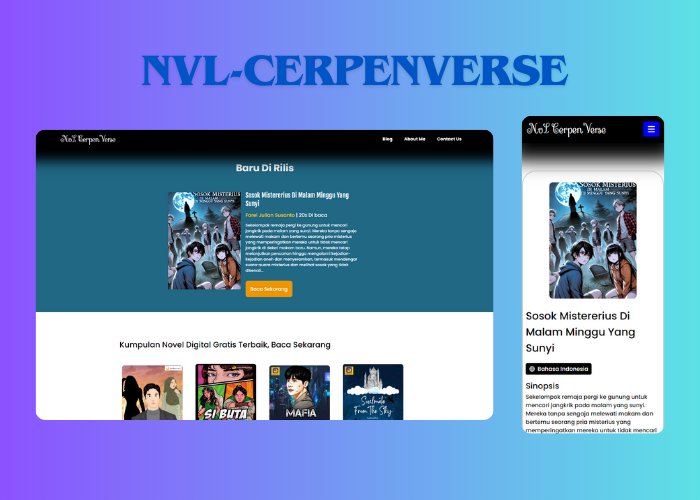 NVL-CERPENVERSE
NvL Cerpen Verse
Blog
About Me
Contact Us
Baru Di Rilis
SOSOK MISTERIUS
DI MALAM
MINGGU YANG SUNYI
Sosok Mistererius Di Malam Minggu Yang
Sunyi
Farel Julian Susanto | 20x Di baca
Sekelompok remaja pergi ke gunung untuk mencari
jangkrik pada malam yang sunyi. Mereka tanpa sengaja
melewati makam dan bertemu seorang pria misterius
yang memperingatkan mereka untuk tidak mencari
jangkrik di dekat makam baru. Namun, mereka tetap
melanjutkan pencarian hingga mengalami kejadian-
kejadian aneh dan menyeramkan, termasuk mendengar
suara-suara misterius dan melihat sosok yang tidak
dikenal...
Baca Sekarang
Kumpulan Novel Digital Gratis Terbaik, Baca Sekarang
SI BUTA
MAFIA
Soulmate
From The Sky
NvL Cerpen Verse
SOSOK MISTERIUS
DI MALAM
MINGGU YANG SUNYI
Sosok Mistererius Di
Malam Minggu Yang
Sunyi
Bahasa Indonesia
Sinopsis
Sekelompok remaja pergi ke gunung untuk
mencari jangkrik pada malam yang sunyi.
Mereka tanpa sengaja melewati makam dan
bertemu seorang pria misterius yang
memperingatkan mereka untuk tidak mencari